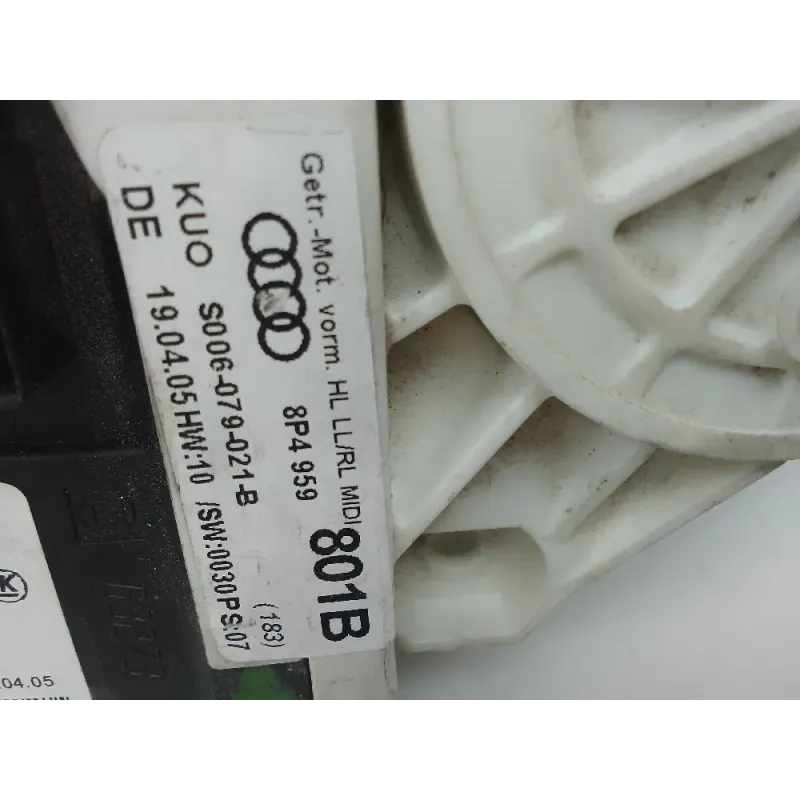 Getr.-Mot. vorm. HL LL/RL MIDI
8P4 959 801B
KUO S006-079-021-B (183)
DE 19.04.05 HW:10 /SW:0030 PS:07
K
.04.05